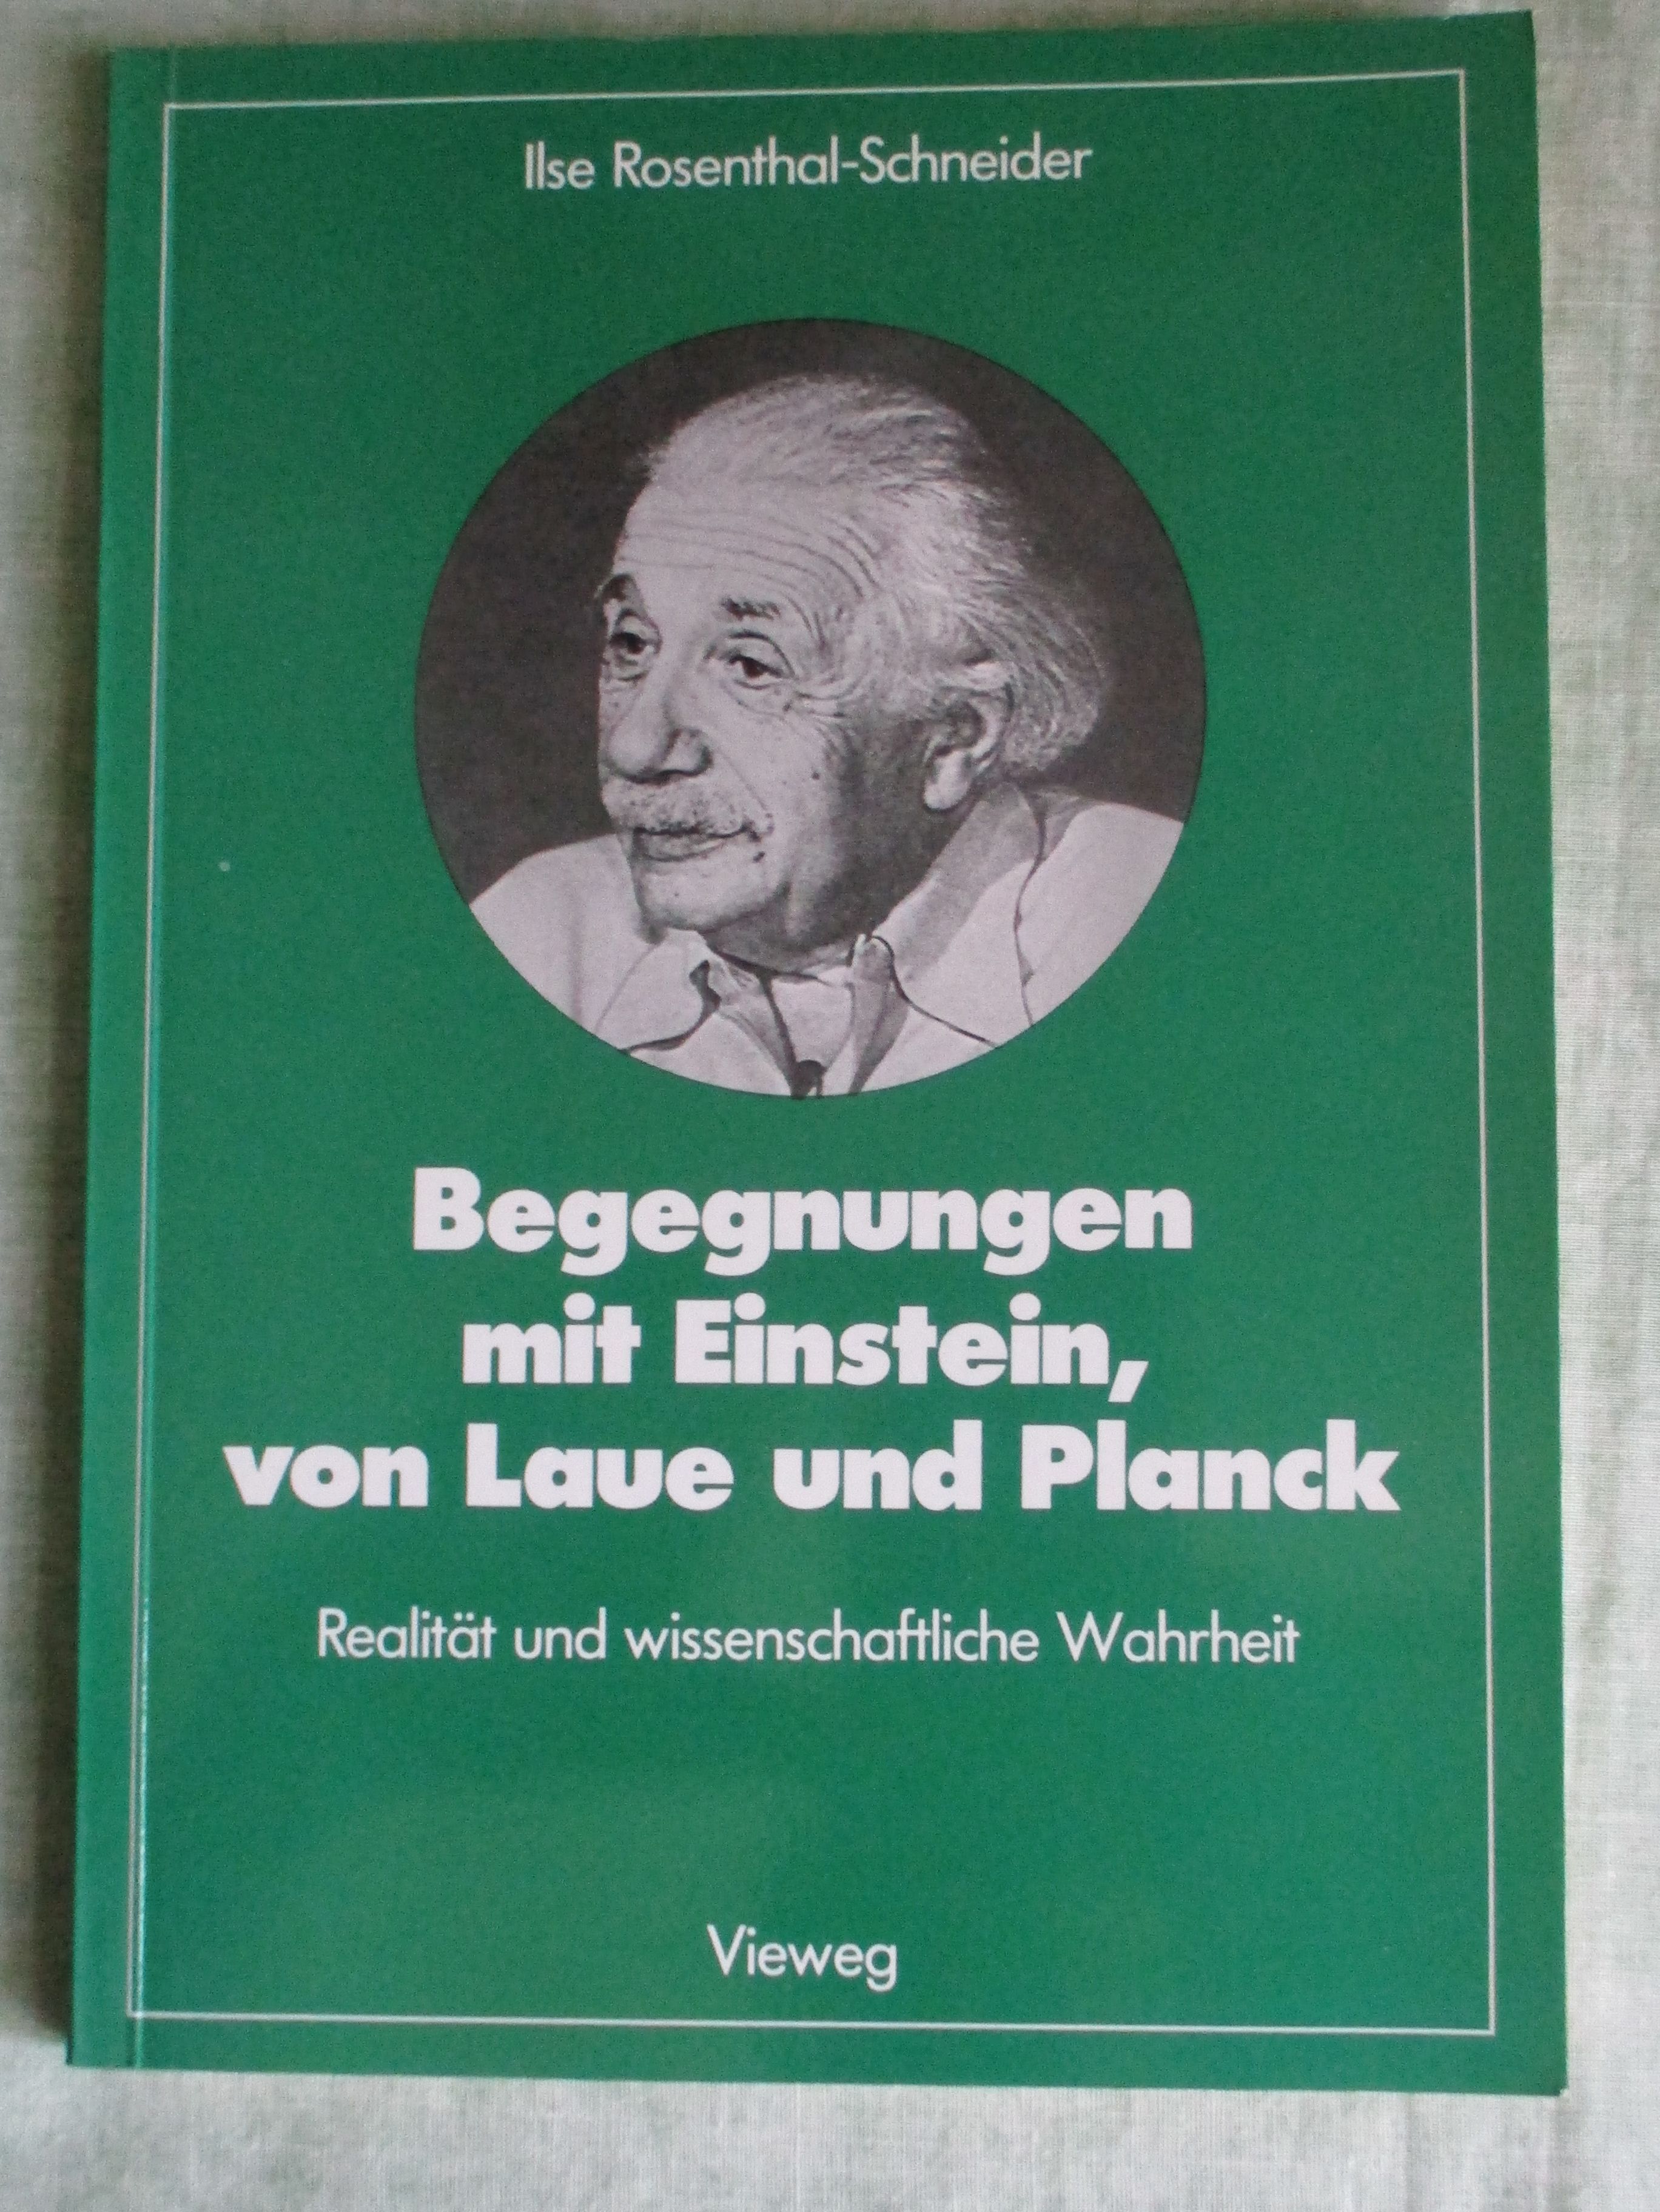 Ilse Rosenthal-Schneider
Begegnungen
mit Einstein,
von Laue und Planck
Realität und wissenschaftliche Wahrheit
Vieweg